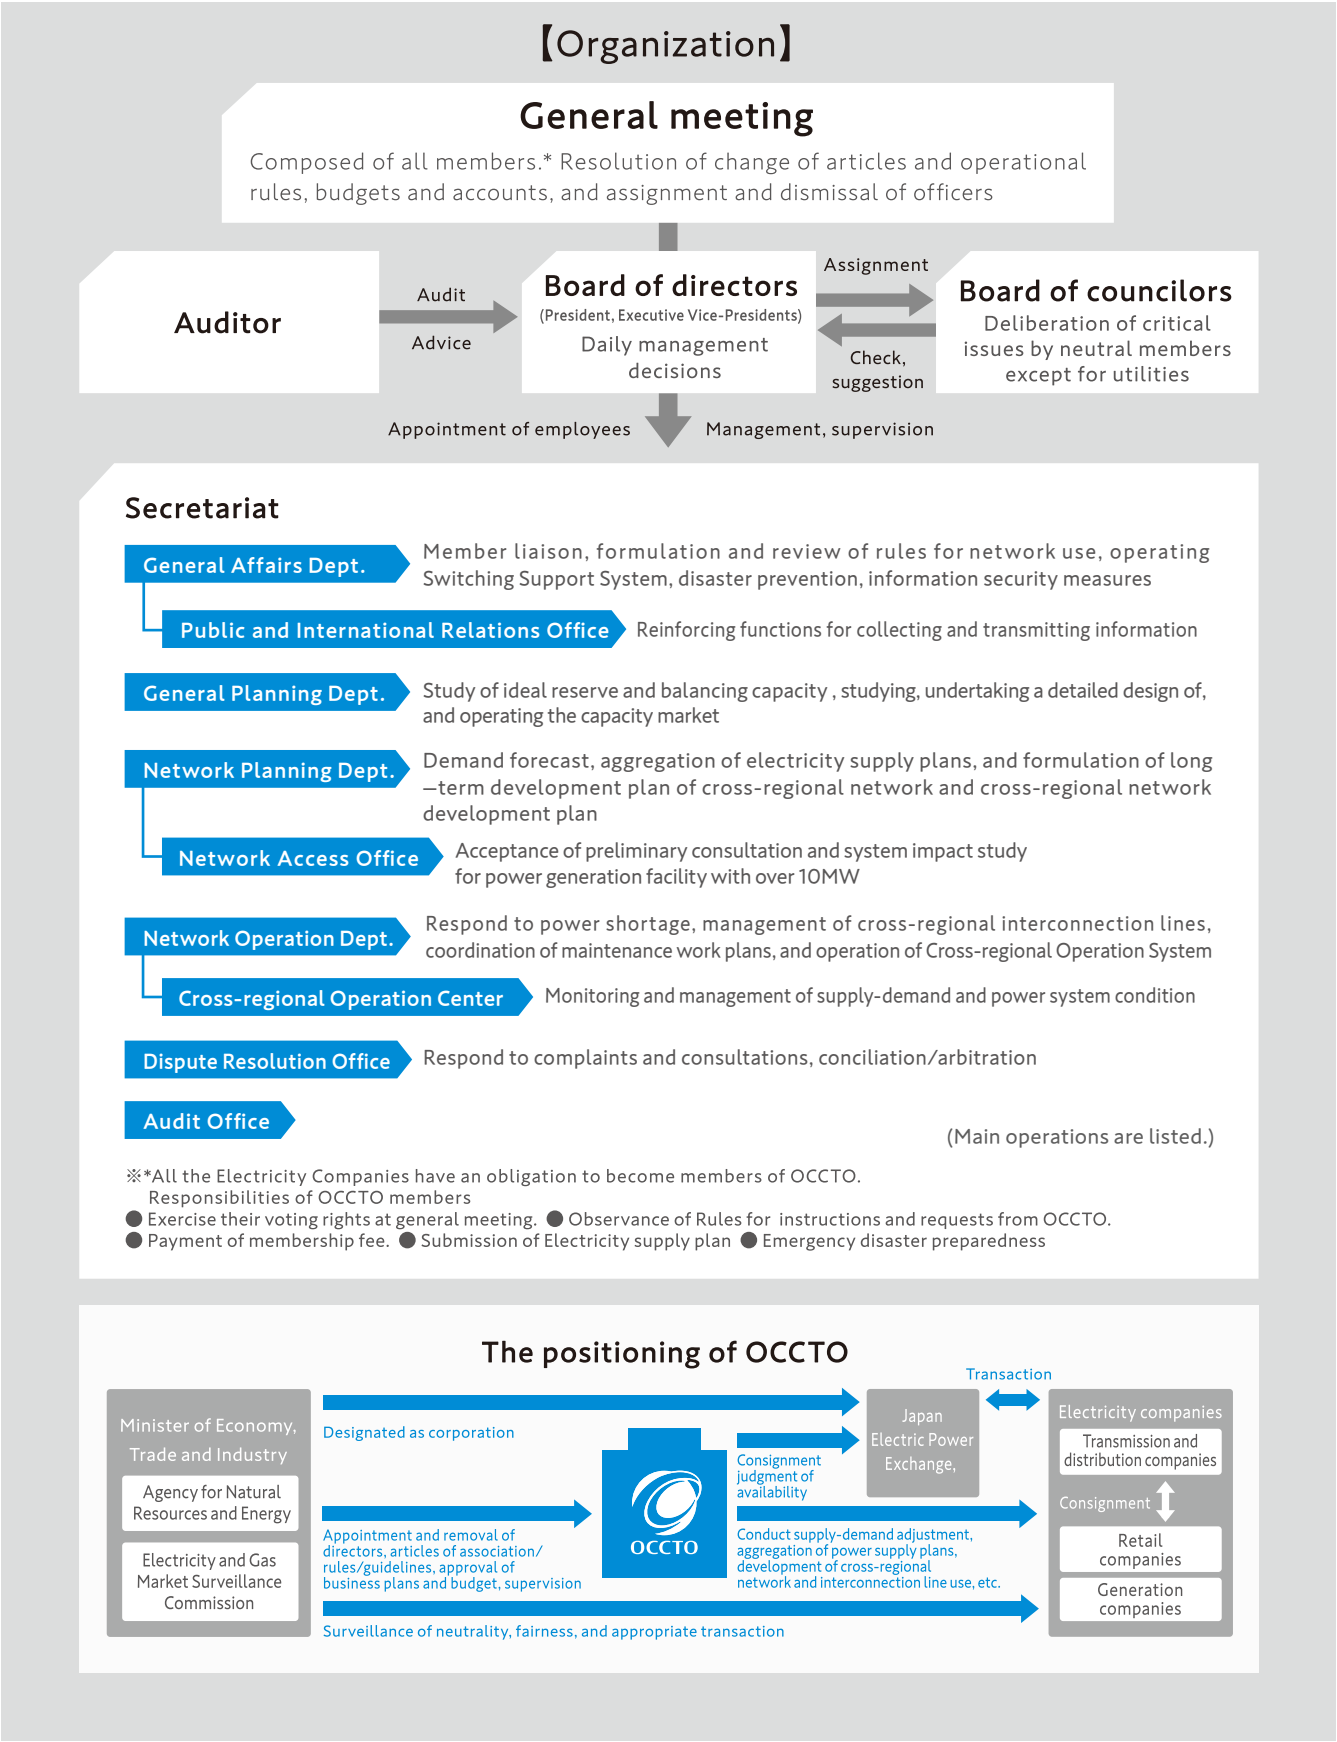 【Organization】
General meeting
Composed of all members.* Resolution of change of articles and operational
rules, budgets and accounts, and assignment and dismissal of officers
Auditor
Audit
Advice
Board of directors
(President, Executive Vice-Presidents)
Daily management
decisions
Assignment
Check,
suggestion
Board of councilors
Deliberation of critical
issues by neutral members
except for utilities
Appointment of employees
Management, supervision
Secretariat
General Affairs Dept.
Member liaison, formulation and review of rules for network use, operating
Switching Support System, disaster prevention, information security measures
Public and International Relations Office
Reinforcing functions for collecting and transmitting information
General Planning Dept.
Study of ideal reserve and balancing capacity , studying, undertaking a detailed design of,
and operating the capacity market
Network Planning Dept.
Demand forecast, aggregation of electricity supply plans, and formulation of long
—term development plan of cross-regional network and cross-regional network
development plan
Network Access Office
Acceptance of preliminary consultation and system impact study
for power generation facility with over 10MW
Network Operation Dept.
Respond to power shortage, management of cross-regional interconnection lines,
coordination of maintenance work plans, and operation of Cross-regional Operation System
Cross-regional Operation Center
Monitoring and management of supply-demand and power system condition
Dispute Resolution Office
Respond to complaints and consultations, conciliation/arbitration
Audit Office
(Main operations are listed.)
※*All the Electricity Companies have an obligation to become members of OCCTO.
Responsibilities of OCCTO members
● Exercise their voting rights at general meeting. ● Observance of Rules for instructions and requests from OCCTO.
● Payment of membership fee. ● Submission of Electricity supply plan ● Emergency disaster preparedness
The positioning of OCCTO
Minister of Economy,
Trade and Industry
Agency for Natural
Resources and Energy
Electricity and Gas
Market Surveillance
Commission
Designated as corporation
Appointment and removal of
directors, articles of association/
rules/guidelines, approval of
business plans and budget, supervision
Surveillance of neutrality, fairness, and appropriate transaction
OCCTO
Consignment
judgment of
availability
Conduct supply-demand adjustment,
aggregation of power supply plans,
development of cross-regional
network and interconnection line use, etc.
Japan
Electric Power
Exchange,
Transaction
Electricity companies
Transmission and
distribution companies
Consignment
Retail
companies
Generation
companies